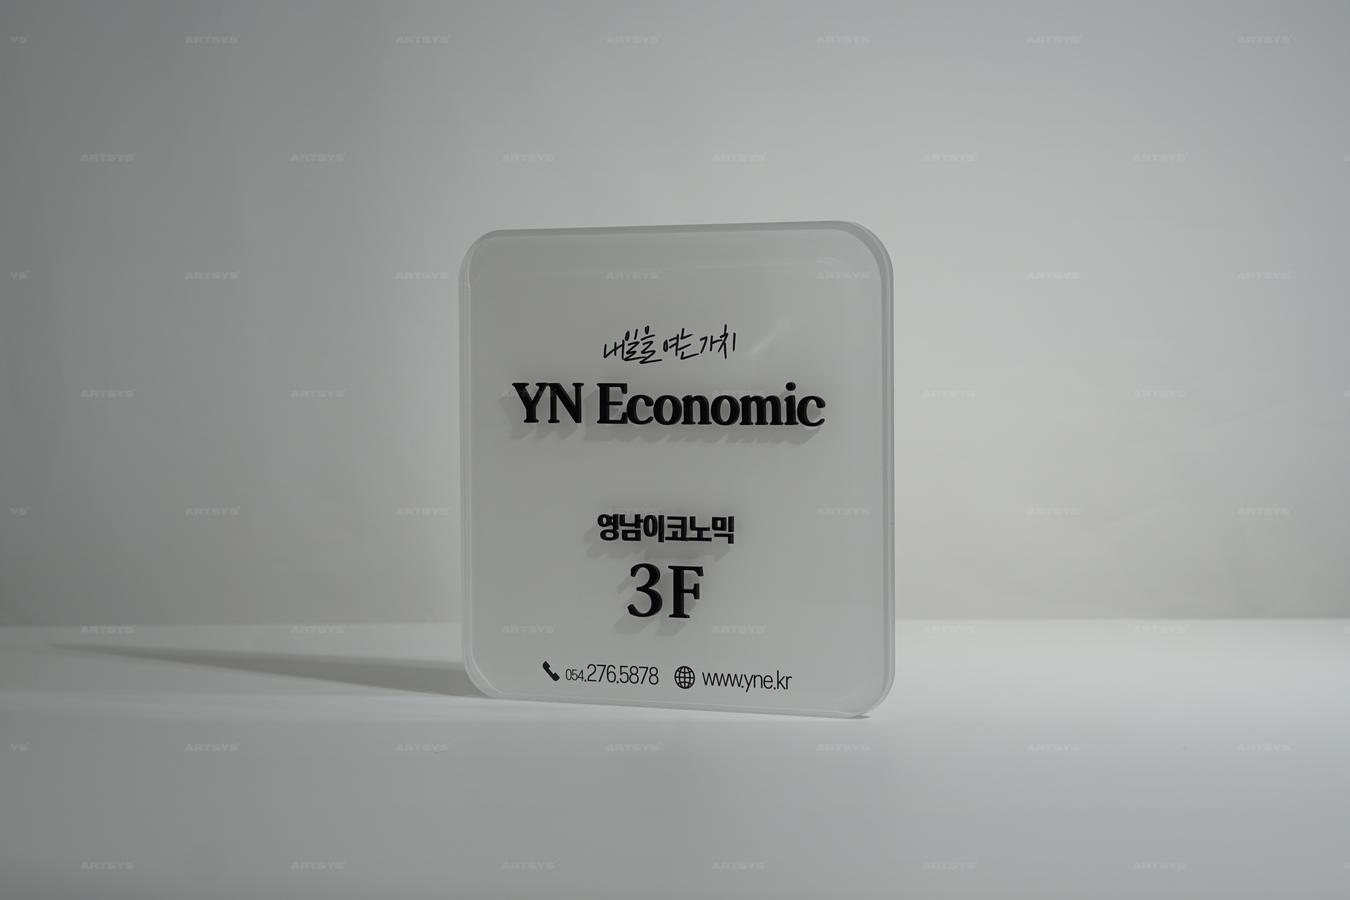 내일을 여는 가치
YN Economic
영남이코노믹
3F
054.276.5878 www.yne.kr
ARTSYS